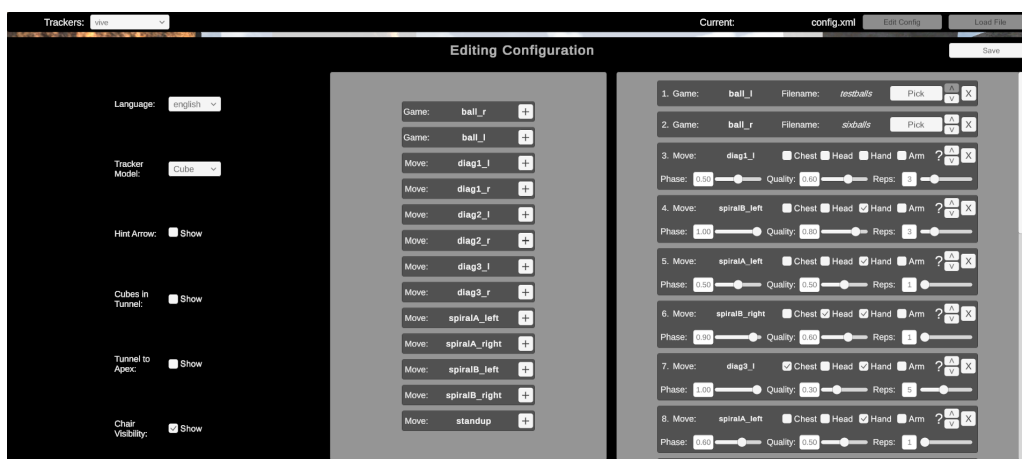 Trackers: vive Current: config.xml Edit Config Load File
Editing Configuration Save
Language: english
Tracker
Model: Cube
Hint Arrow: Show
Cubes in
Tunnel: Show
Tunnel to
Apex: Show
Chair
Visibility: Show
Game: ball_r +
Game: ball_l +
Move: diag1_l +
Move: diag1_r +
Move: diag2_l +
Move: diag2_r +
Move: diag3_l +
Move: diag3_r +
Move: spiralA_left +
Move: spiralA_right +
Move: spiralB_left +
Move: spiralB_right +
Move: standup +
1. Game: ball_l Filename: testballs Pick ʌ v X
2. Game: ball_r Filename: sixballs Pick ʌ v X
3. Move: diag1_l Chest Head Hand Arm ? ʌ v X
Phase: 0.50 Quality: 0.60 Reps: 3
4. Move: spiralB_left Chest Head Hand Arm ? ʌ v X
Phase: 1.00 Quality: 0.80 Reps: 3
5. Move: spiralA_left Chest Head Hand Arm ? ʌ v X
Phase: 0.50 Quality: 0.50 Reps: 1
6. Move: spiralB_right Chest Head Hand Arm ? ʌ v X
Phase: 0.90 Quality: 0.60 Reps: 1
7. Move: diag3_l Chest Head Hand Arm ? ʌ v X
Phase: 1.00 Quality: 0.30 Reps: 5
8. Move: spiralA_left Chest Head Hand Arm ? ʌ v X
Phase: 0.60 Quality: 0.50 Reps: 1